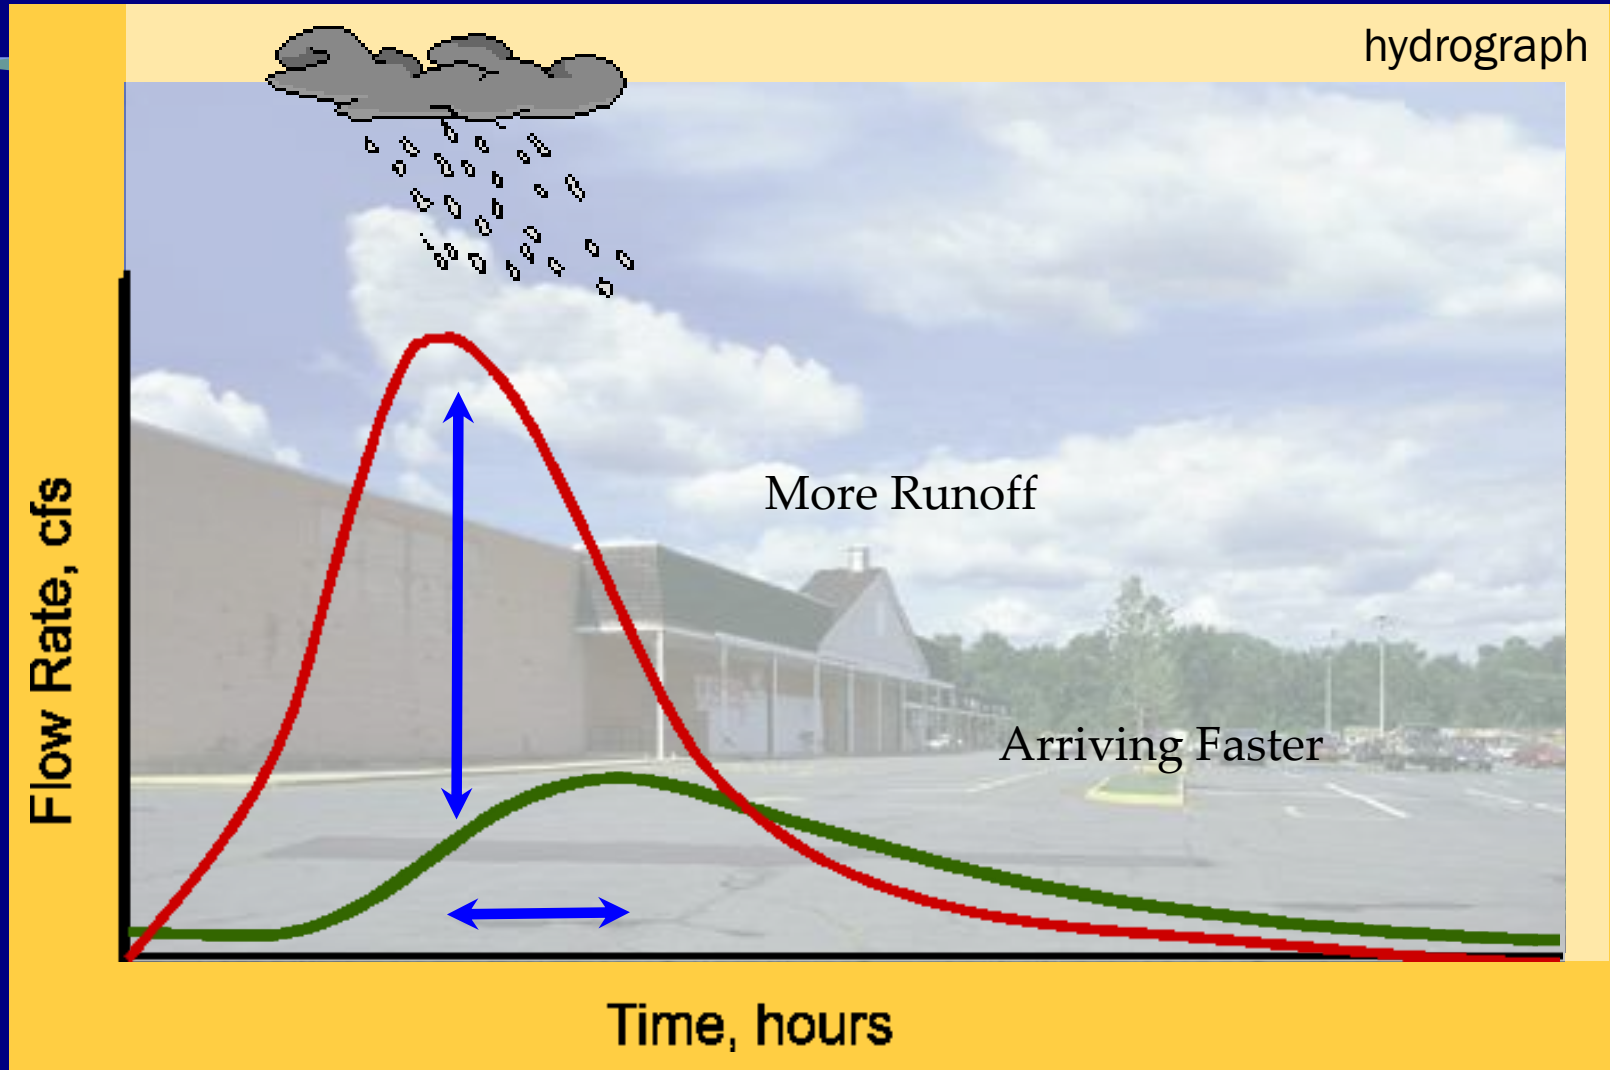 hydrograph
More Runoff
Arriving Faster
Flow Rate, cfs
Time, hours